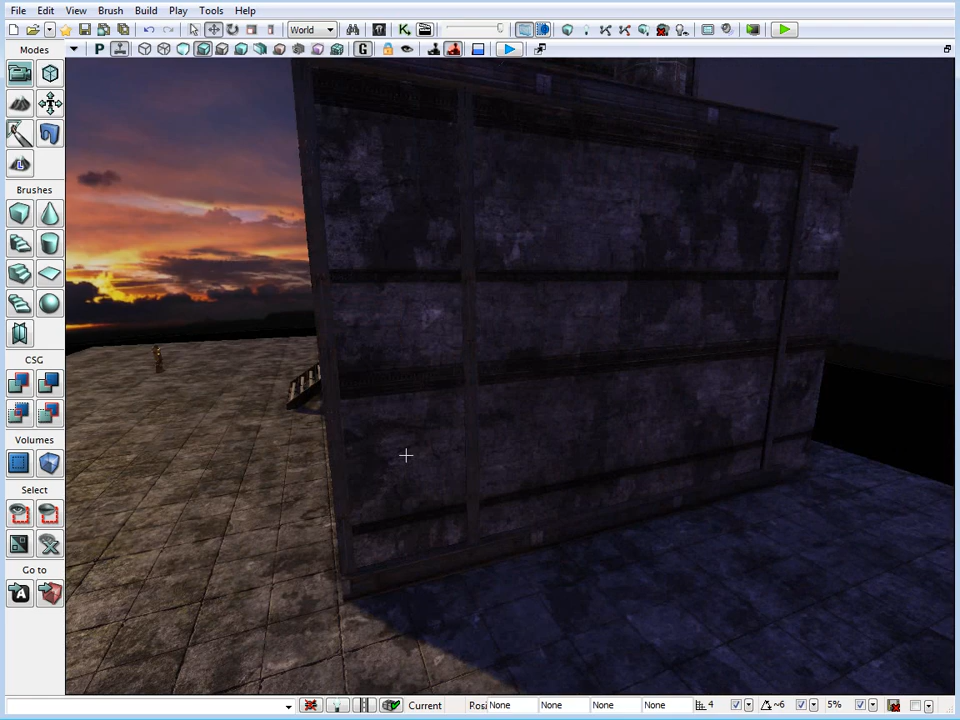 File Edit View Brush Build Play Tools Help
World
Modes P G
Brushes
CSG
Volumes
Select
Go to
A
Current None None None None 4 ~6 5%